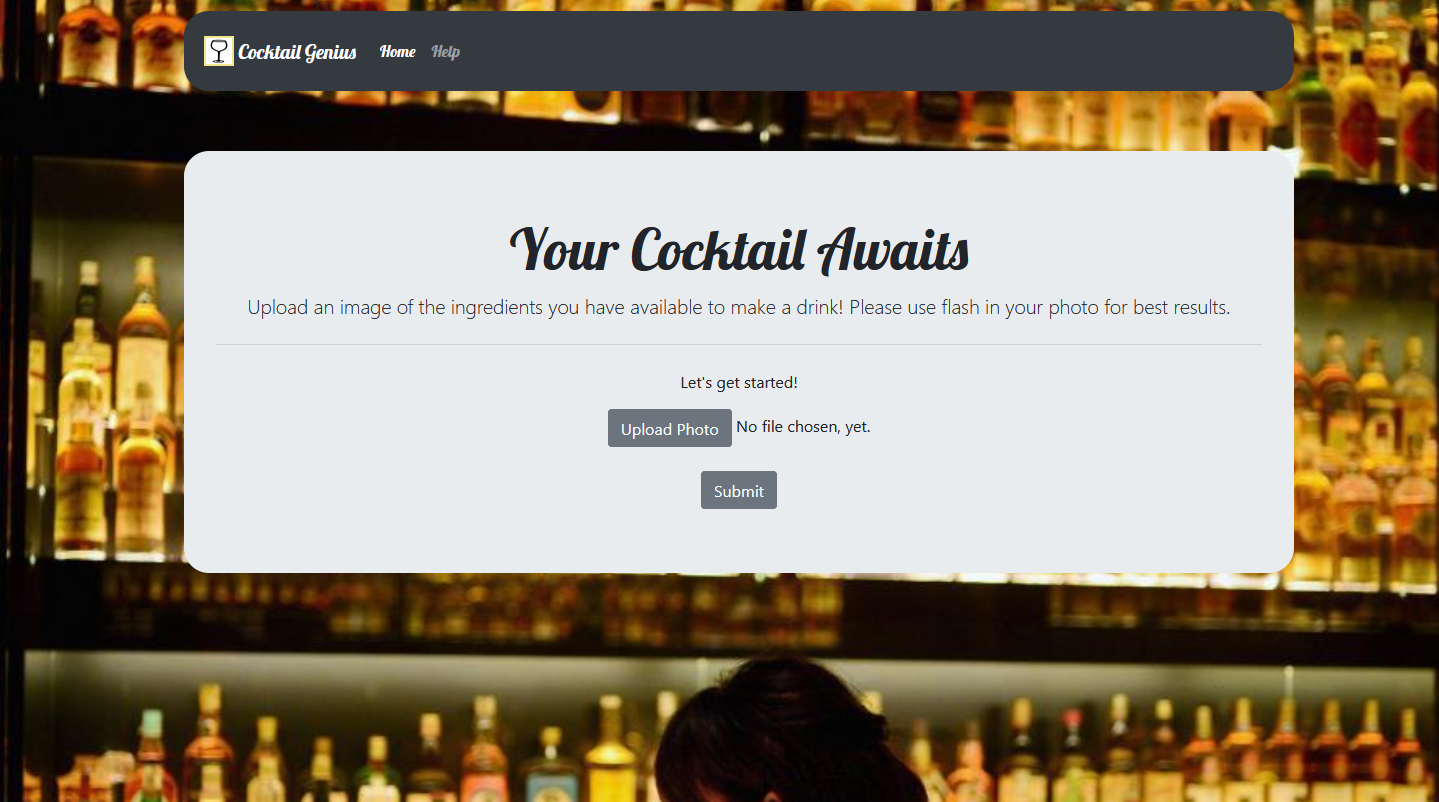 Cocktail Genius Home Help
Your Cocktail Awaits
Upload an image of the ingredients you have available to make a drink! Please use flash in your photo for best results.
Let's get started!
Upload Photo No file chosen, yet.
Submit